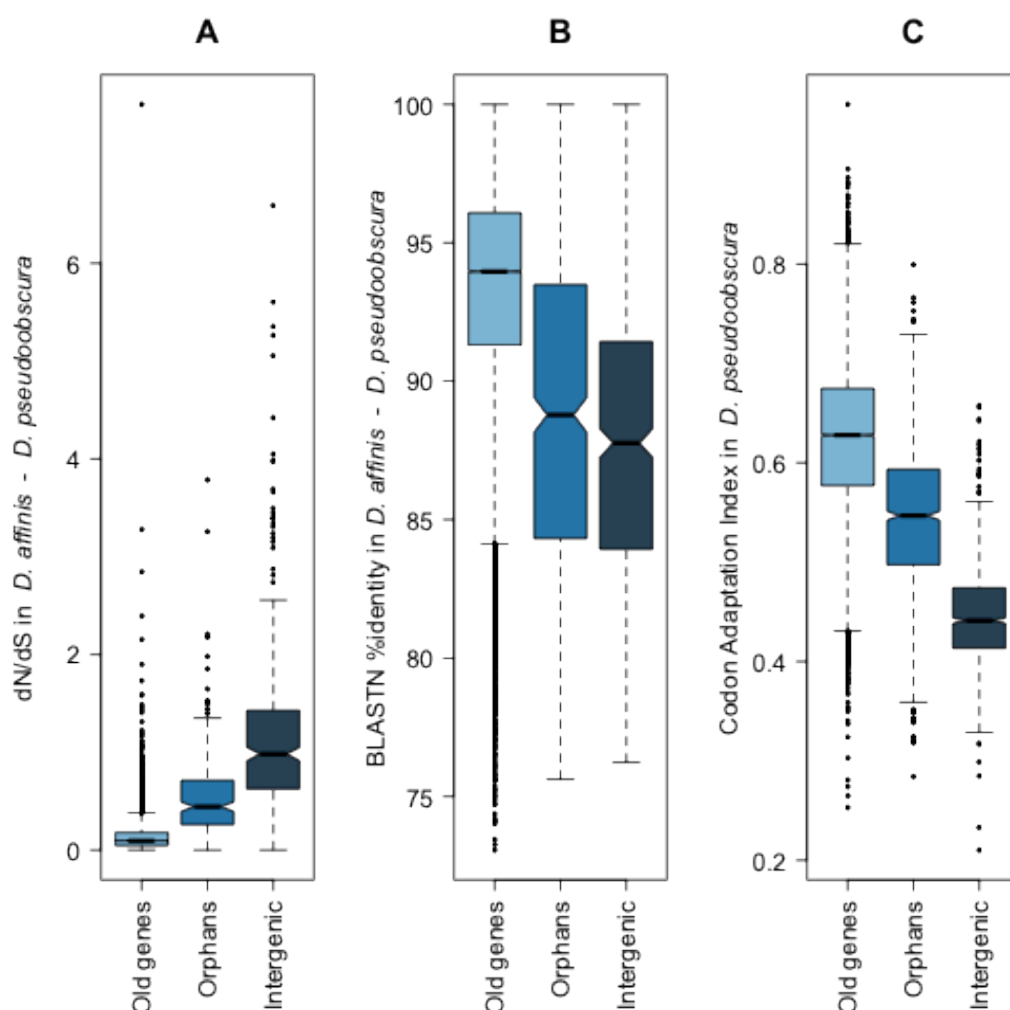 A
B
C
dN/dS in D. affinis - D. pseudoobscura
6
4
2
0
Old genes
Orphans
Intergenic
BLASTN %identity in D. affinis - D. pseudoobscura
100
95
90
85
80
75
Old genes
Orphans
Intergenic
Codon Adaptation Index in D. pseudoobscura
0.8
0.6
0.4
0.2
Old genes
Orphans
Intergenic